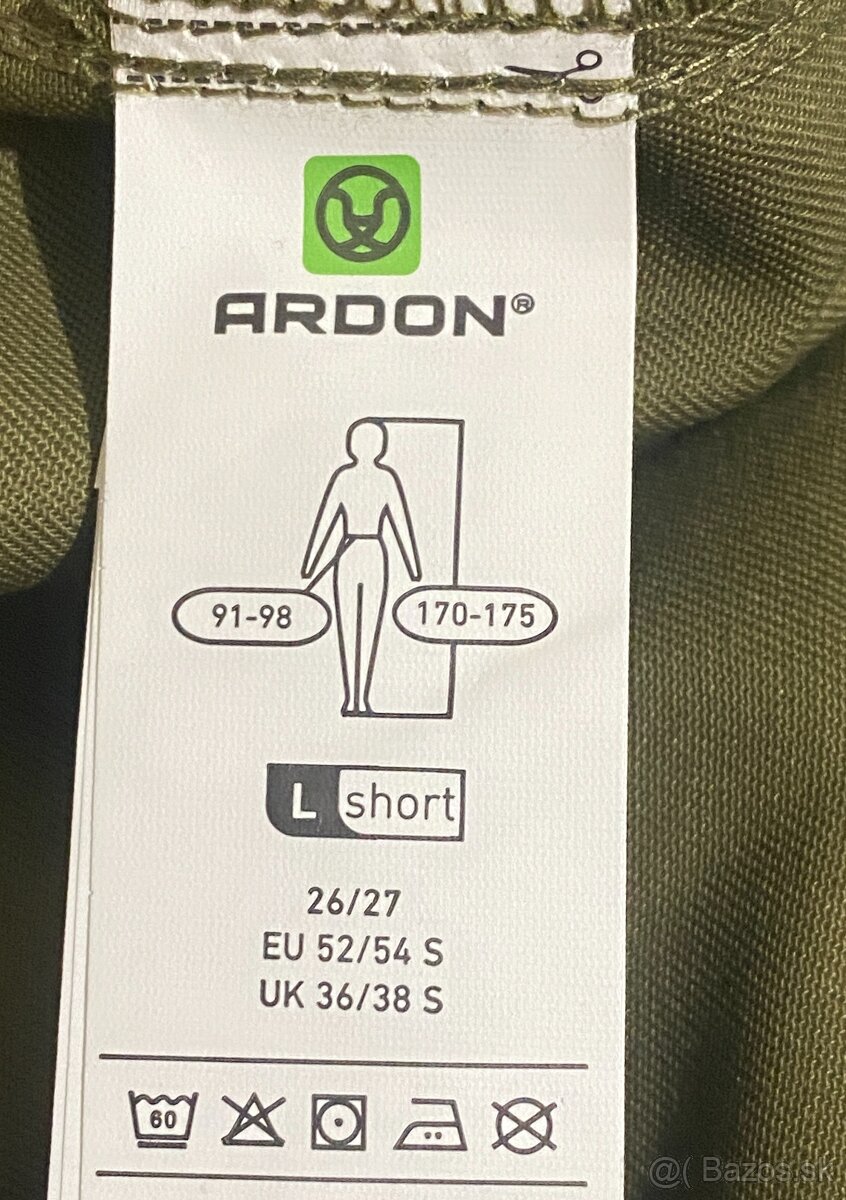 ARDON®
91-98 170-175
L short
26/27
EU 52/54 S
UK 36/38 S
60
@( Bazos.sk